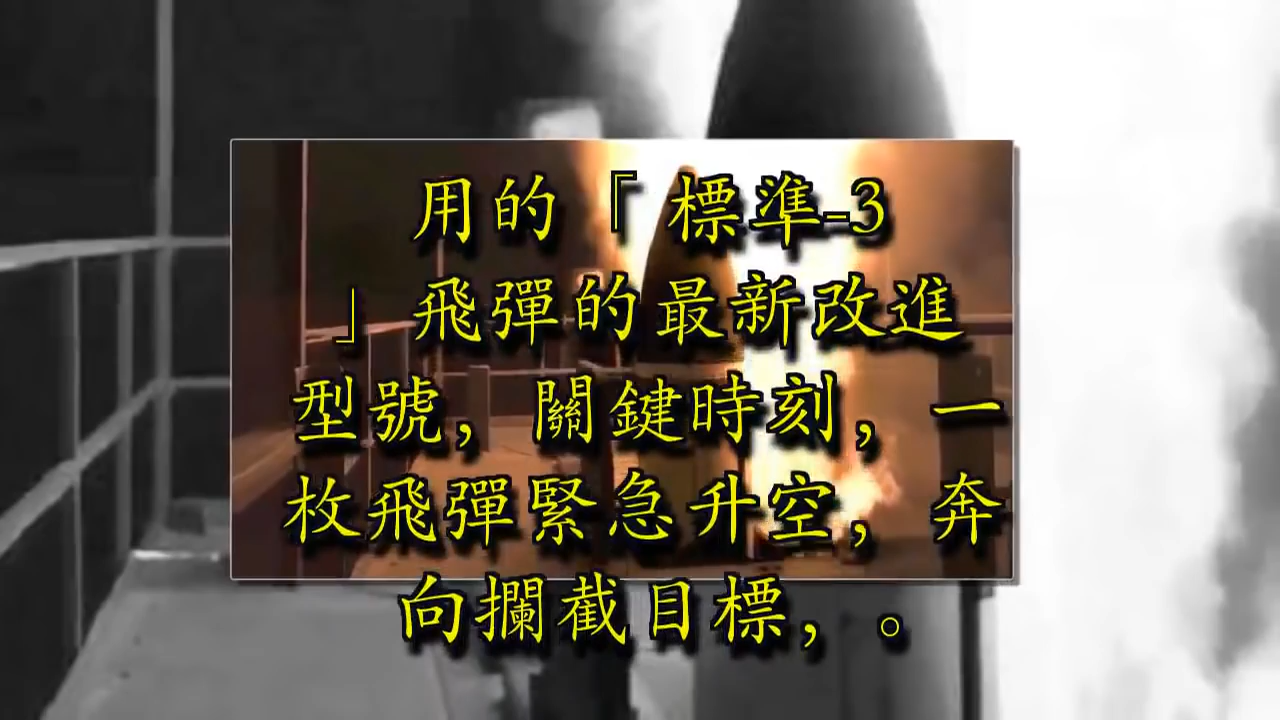 用的「標準-3
」飛彈的最新改進
型號，關鍵時刻，一
枚飛彈緊急升空，奔
向攔截目標，。